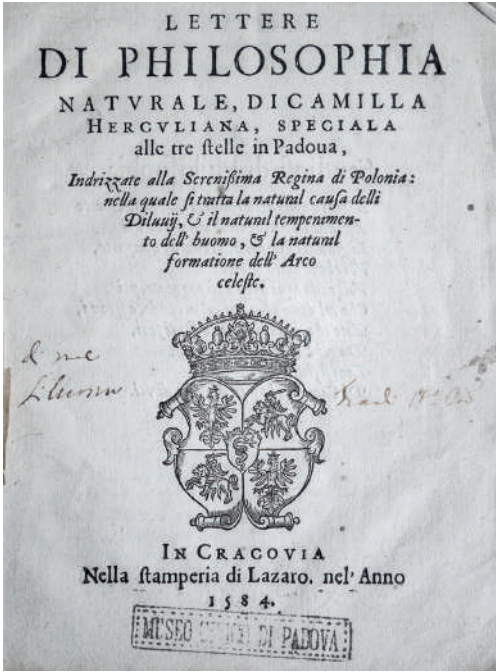 LETTERE
DI PHILOSOPHIA
NATVRALE, DI CAMILLA
HERCVLIANA, SPECIALA
alle tre ſtelle in Padoua,
Indrizzate alla Sereniſsima Regina di Polonia:
nella quale ſi tratta la natural cauſa delli
Diluuij, & il natural temperamen-
to dell' huomo, & la natural
formatione dell' Arco
celeſte.
IN CRACOVIA
Nella ſtamperia di Lazaro. nel' Anno
1584.
MUSEO DI PADOVA